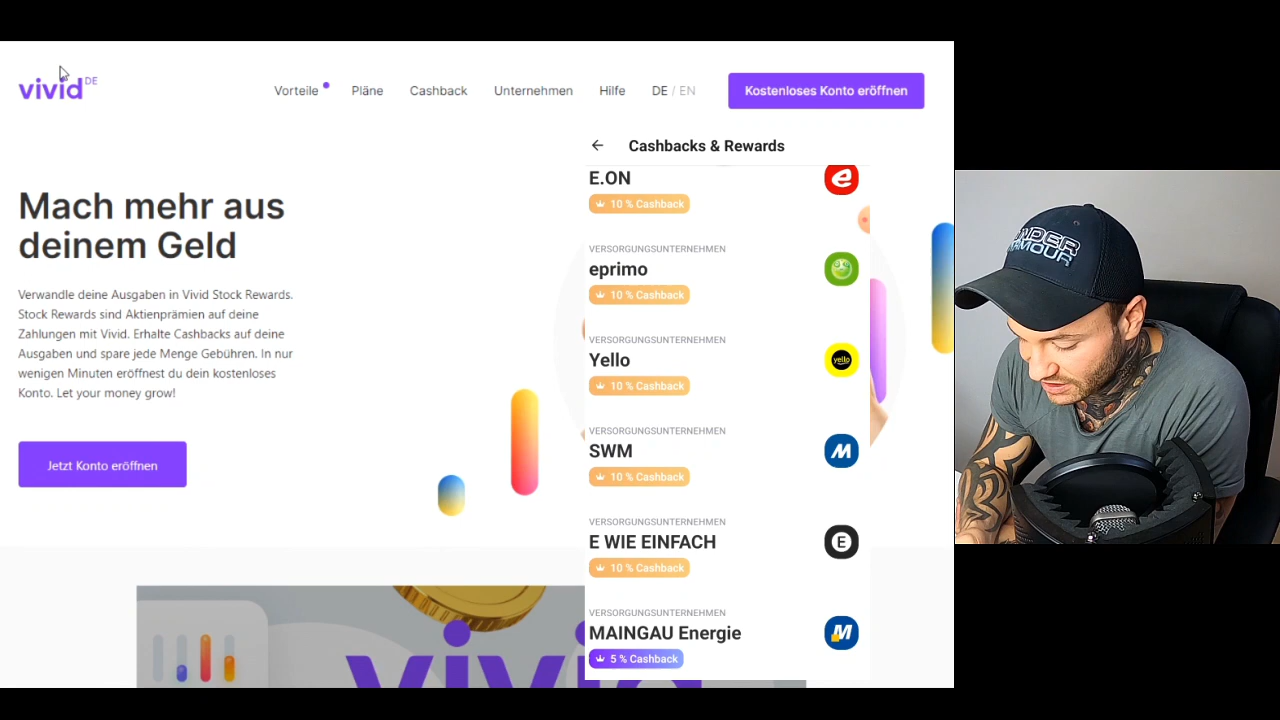 vivid DE
Vorteile Pläne Cashback Unternehmen Hilfe DE / EN Kostenloses Konto eröffnen
Mach mehr aus
deinem Geld
Verwandle deine Ausgaben in Vivid Stock Rewards.
Stock Rewards sind Aktienprämien auf deine
Zahlungen mit Vivid. Erhalte Cashbacks auf deine
Ausgaben und spare jede Menge Gebühren. In nur
wenigen Minuten eröffnest du dein kostenloses
Konto. Let your money grow!
Jetzt Konto eröffnen
Cashbacks & Rewards
E.ON
e
10 % Cashback
VERSORGUNGSUNTERNEHMEN
eprimo
10 % Cashback
VERSORGUNGSUNTERNEHMEN
Yello
yello
10 % Cashback
VERSORGUNGSUNTERNEHMEN
SWM
M
10 % Cashback
VERSORGUNGSUNTERNEHMEN
E WIE EINFACH
E
10 % Cashback
VERSORGUNGSUNTERNEHMEN
MAINGAU Energie
M
5 % Cashback
UNDER
ARMOUR